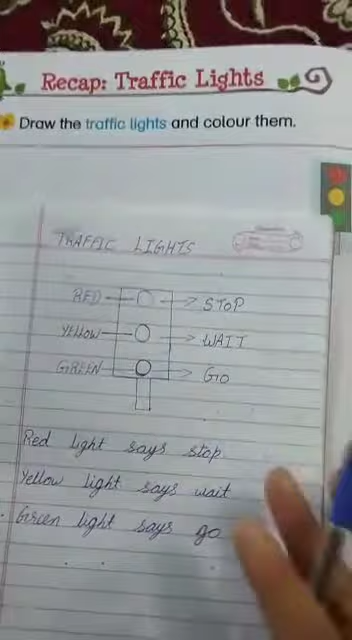 Recap: Traffic Lights
Draw the traffic lights and colour them.
TRAFFIC LIGHTS
RED STOP
YELLOW WAIT
GREEN GO
Red light says stop
Yellow light says wait
Green light says go